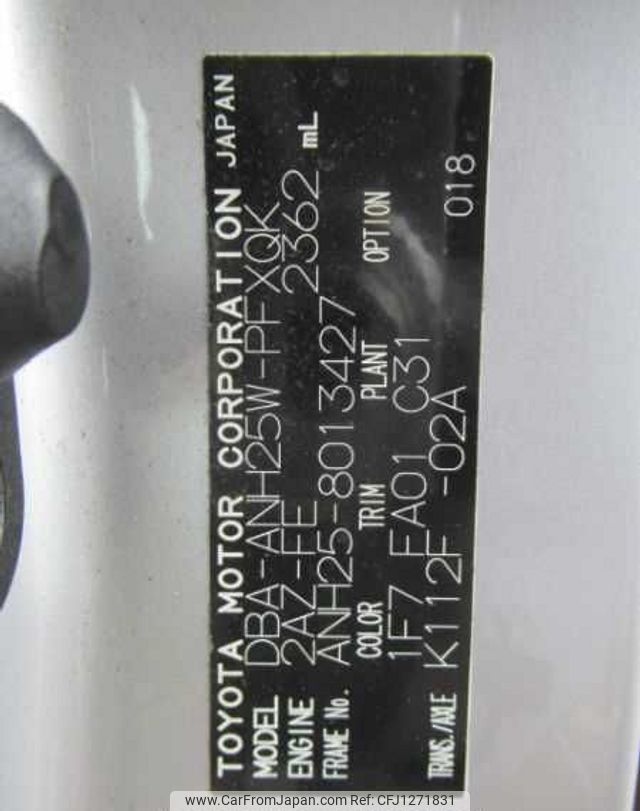 TOYOTA MOTOR CORPORATION JAPAN
MODEL DBA-ANH25W-PFXQK
ENGINE 2AZ-FE 2362 mL
FRAME No. ANH25-8013427
COLOR TRIM PLANT OPTION
1F7 FA01 C31
TRANS./AXLE K112F -02A 018
www.CarFromJapan.com CFJ1271831